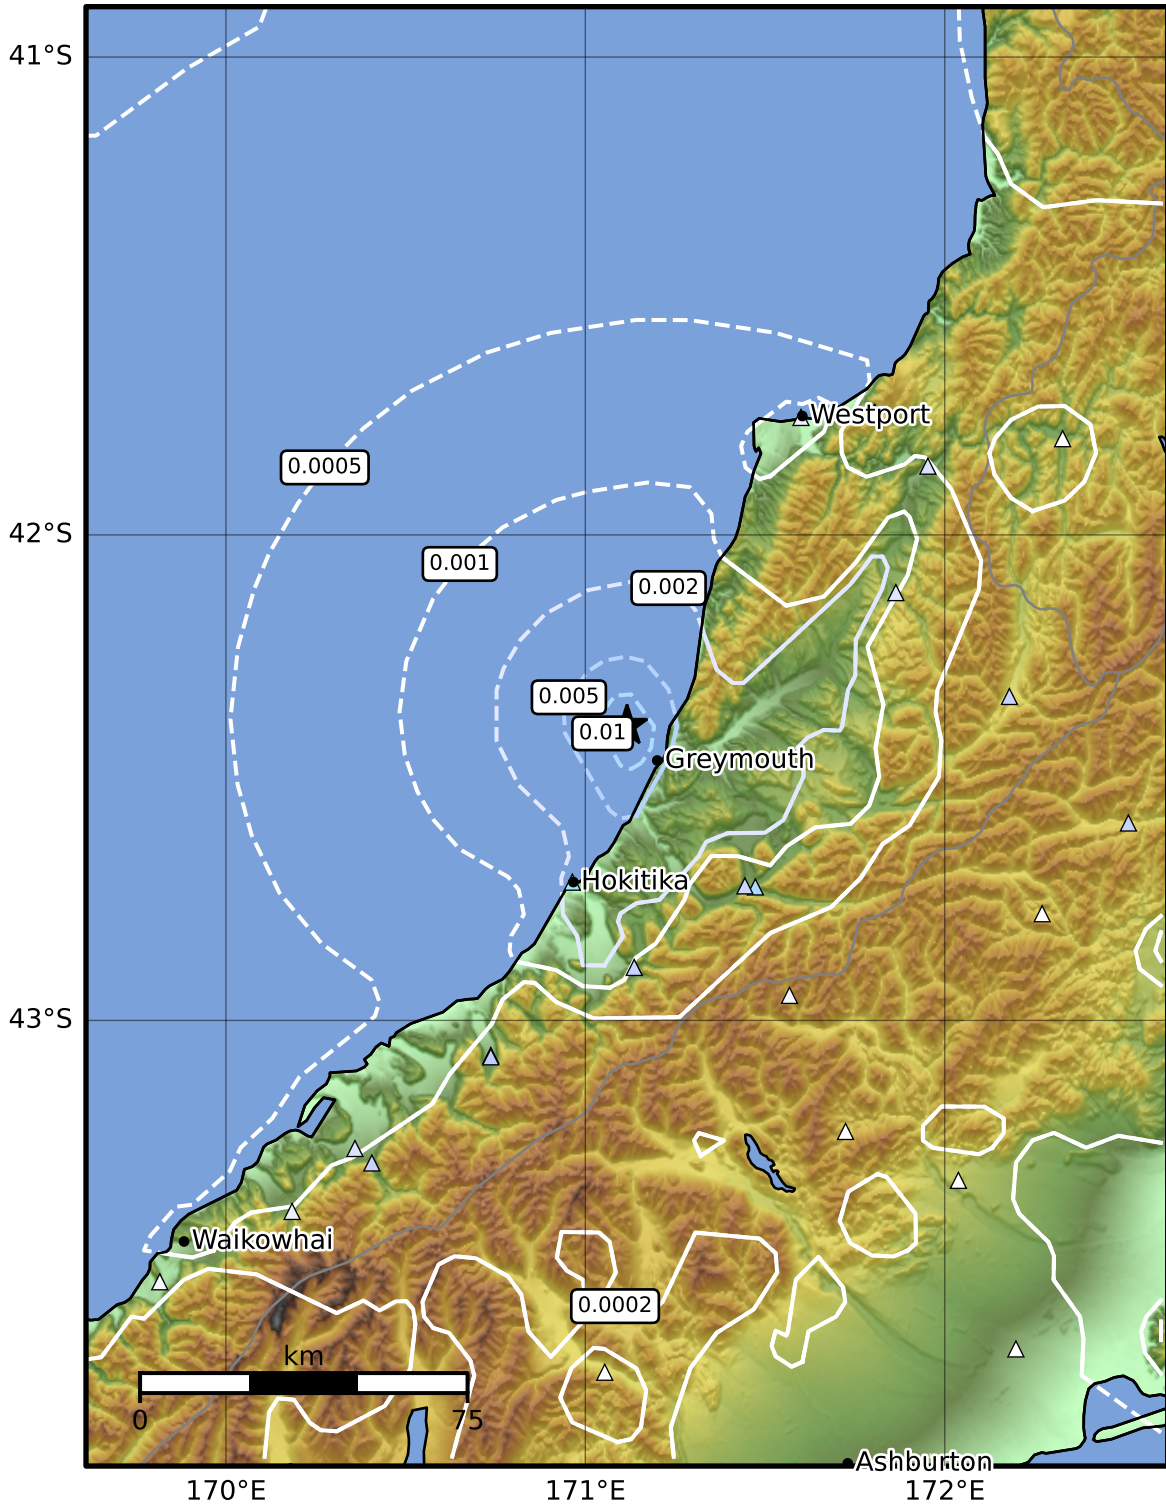 41°S
Westport
0.0005
42°S
0.001
0.002
0.005
0.01
Greymouth
Hokitika
43°S
Waikowhai
0.0002
km
0
75
Ashburton
170°E
171°E
172°E